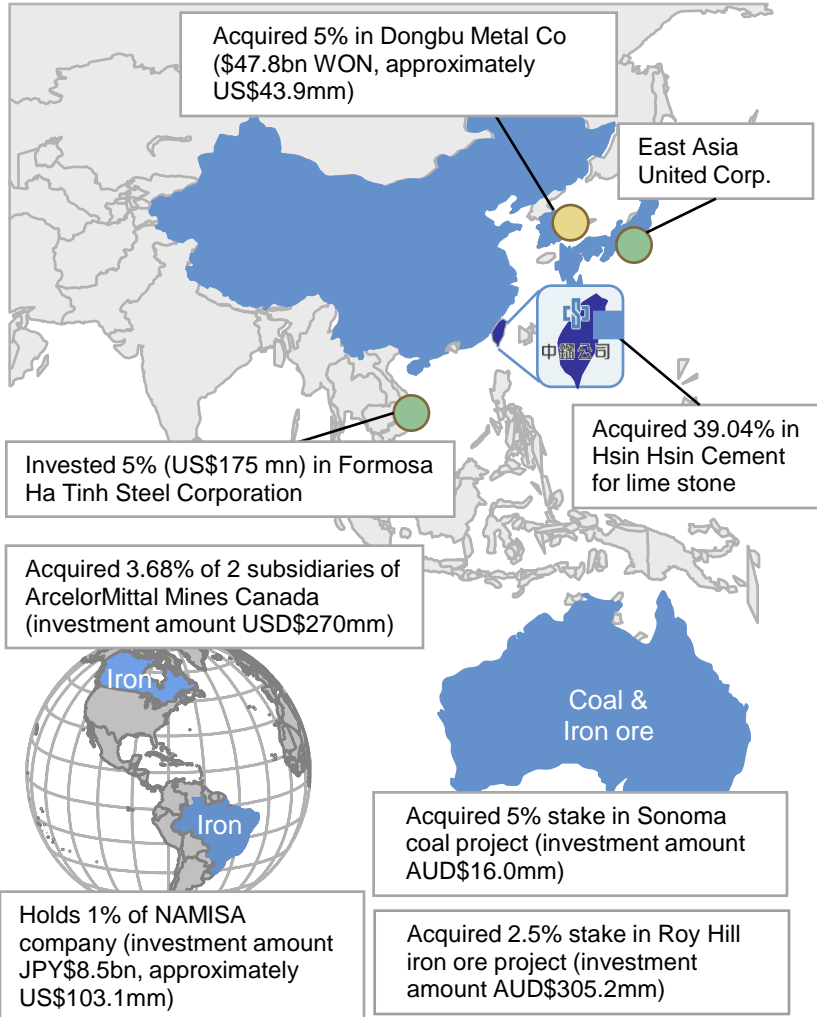 Acquired 5% in Dongbu Metal Co
($47.8bn WON, approximately
US$43.9mm)
East Asia
United Corp.
中鋼公司
Acquired 39.04% in
Hsin Hsin Cement
for lime stone
Invested 5% (US$175 mn) in Formosa
Ha Tinh Steel Corporation
Acquired 3.68% of 2 subsidiaries of
ArcelorMittal Mines Canada
(investment amount USD$270mm)
Iron
Coal &
Iron ore
Iron
Acquired 5% stake in Sonoma
coal project (investment amount
AUD$16.0mm)
Holds 1% of NAMISA
company (investment amount
JPY$8.5bn, approximately
US$103.1mm)
Acquired 2.5% stake in Roy Hill
iron ore project (investment
amount AUD$305.2mm)